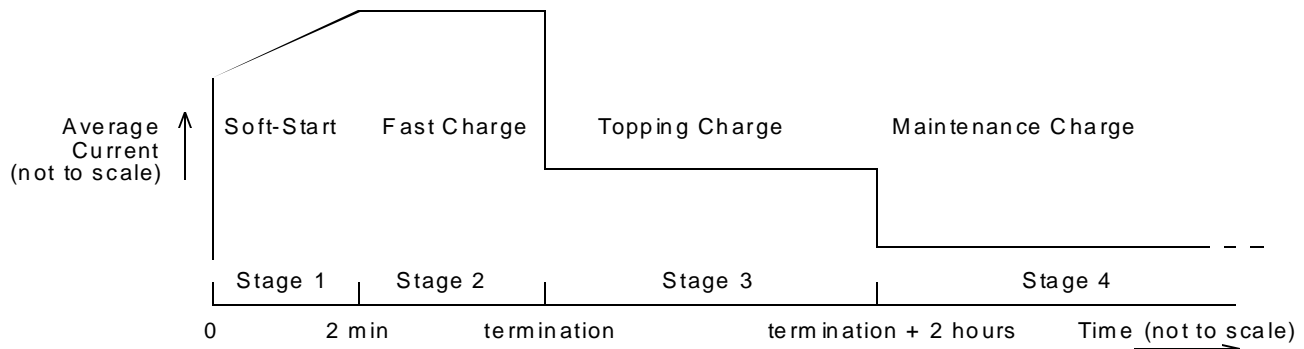 Average
Current
(not to scale)
Soft-Start
Fast Charge
Topping Charge
Maintenance Charge
Stage 1
Stage 2
Stage 3
Stage 4
0
2 min
termination
termination + 2 hours
Time (not to scale)